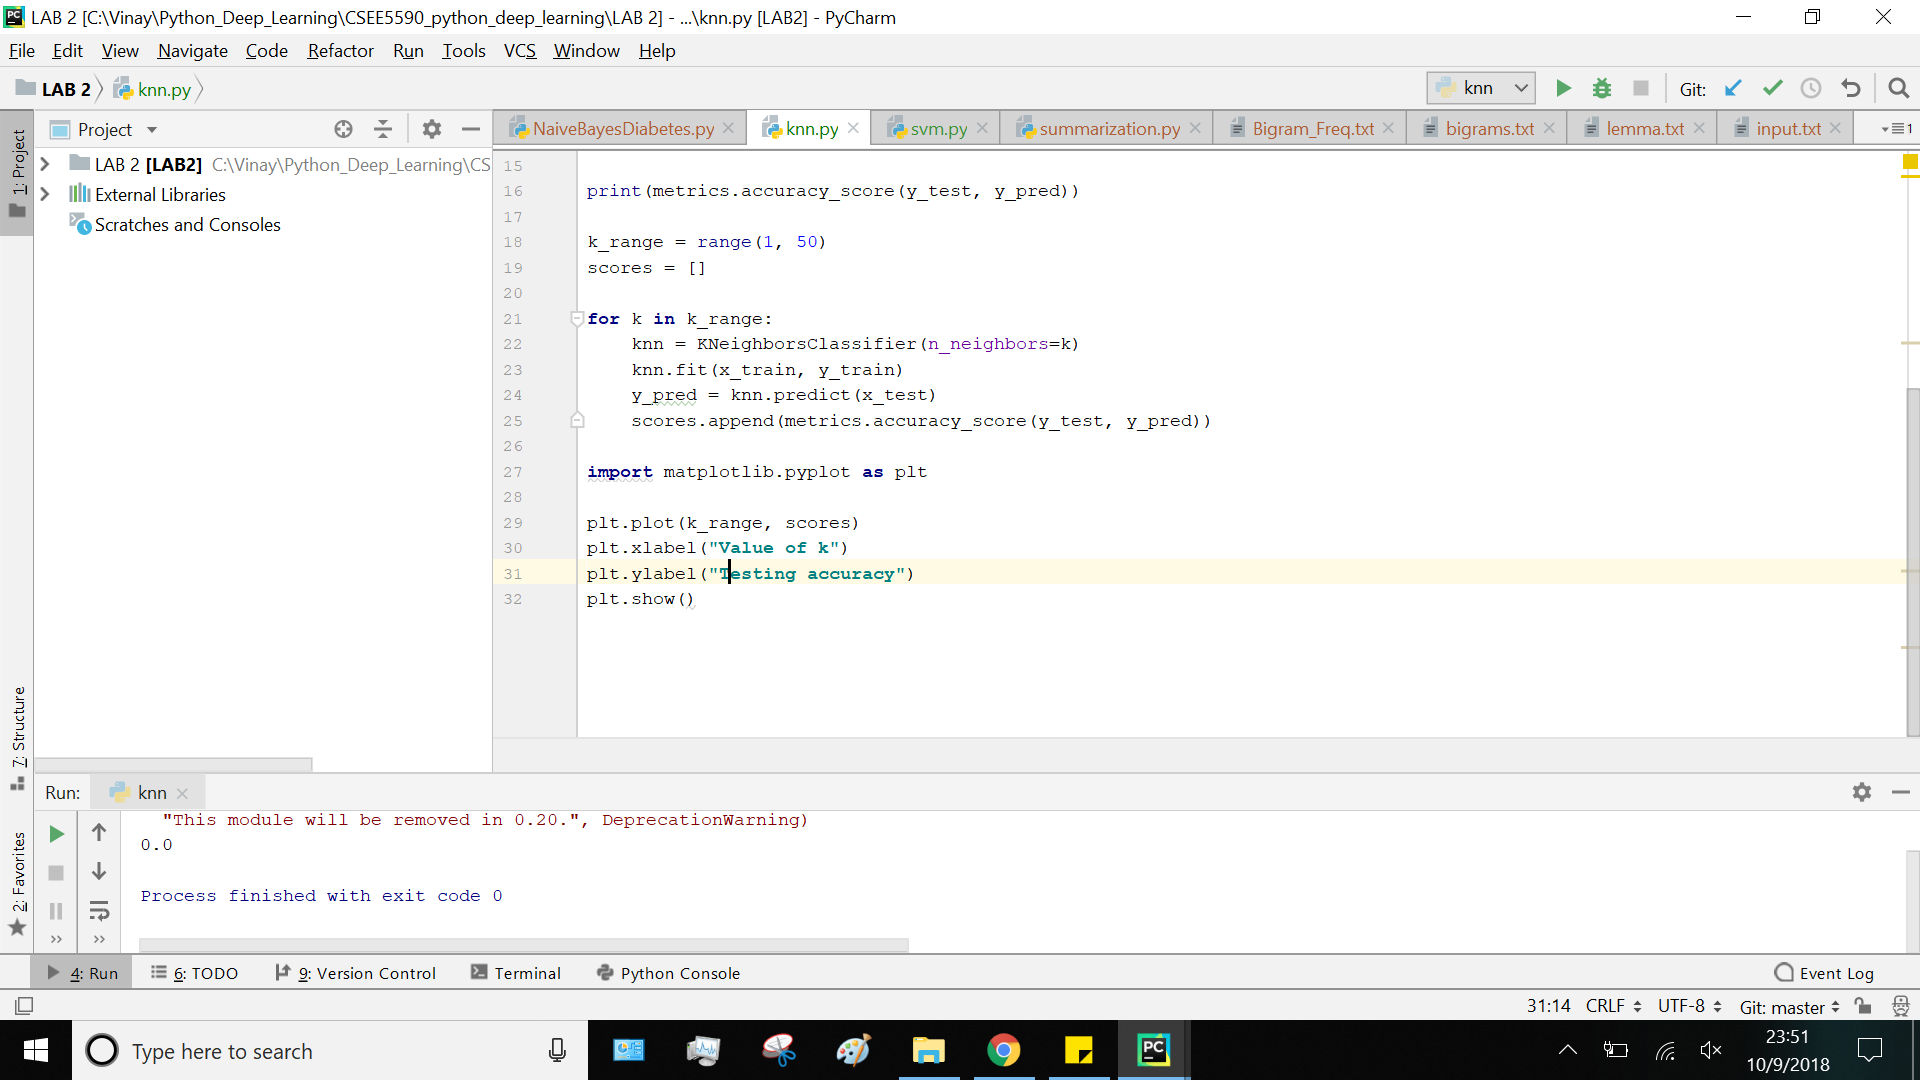 LAB 2 [C:\Vinay\Python_Deep_Learning\CSEE5590_python_deep_learning\LAB 2] - ...\knn.py [LAB2] - PyCharm
File Edit View Navigate Code Refactor Run Tools VCS Window Help
LAB 2 knn.py knn Git:
1: Project
Project
NaiveBayesDiabetes.py knn.py svm.py summarization.py Bigram_Freq.txt bigrams.txt lemma.txt input.txt 1
LAB 2 [LAB2] C:\Vinay\Python_Deep_Learning\CS
External Libraries
Scratches and Consoles
15
16 print(metrics.accuracy_score(y_test, y_pred))
17
18 k_range = range(1, 50)
19 scores = []
20
21 for k in k_range:
22 knn = KNeighborsClassifier(n_neighbors=k)
23 knn.fit(x_train, y_train)
24 y_pred = knn.predict(x_test)
25 scores.append(metrics.accuracy_score(y_test, y_pred))
26
27 import matplotlib.pyplot as plt
28
29 plt.plot(k_range, scores)
30 plt.xlabel("Value of k")
31 plt.ylabel("Testing accuracy")
32 plt.show()
7: Structure
2: Favorites
Run: knn
"This module will be removed in 0.20.", DeprecationWarning)
0.0
Process finished with exit code 0
4: Run 6: TODO 9: Version Control Terminal Python Console Event Log
31:14 CRLF UTF-8 Git: master
Type here to search
PC
23:51
10/9/2018